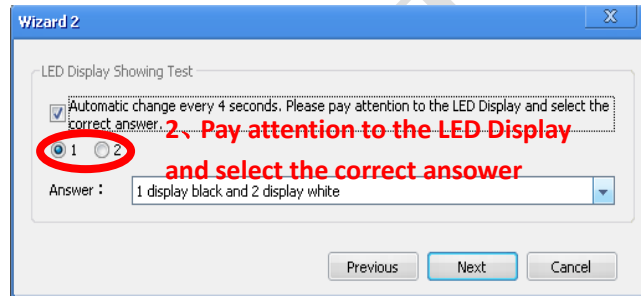 Wizard 2
X
LED Display Showing Test
Automatic change every 4 seconds. Please pay attention to the LED Display and select the
correct answer.
2、Pay attention to the LED Display
1 2
and select the correct ansower
Answer： 1 display black and 2 display white
Previous Next Cancel